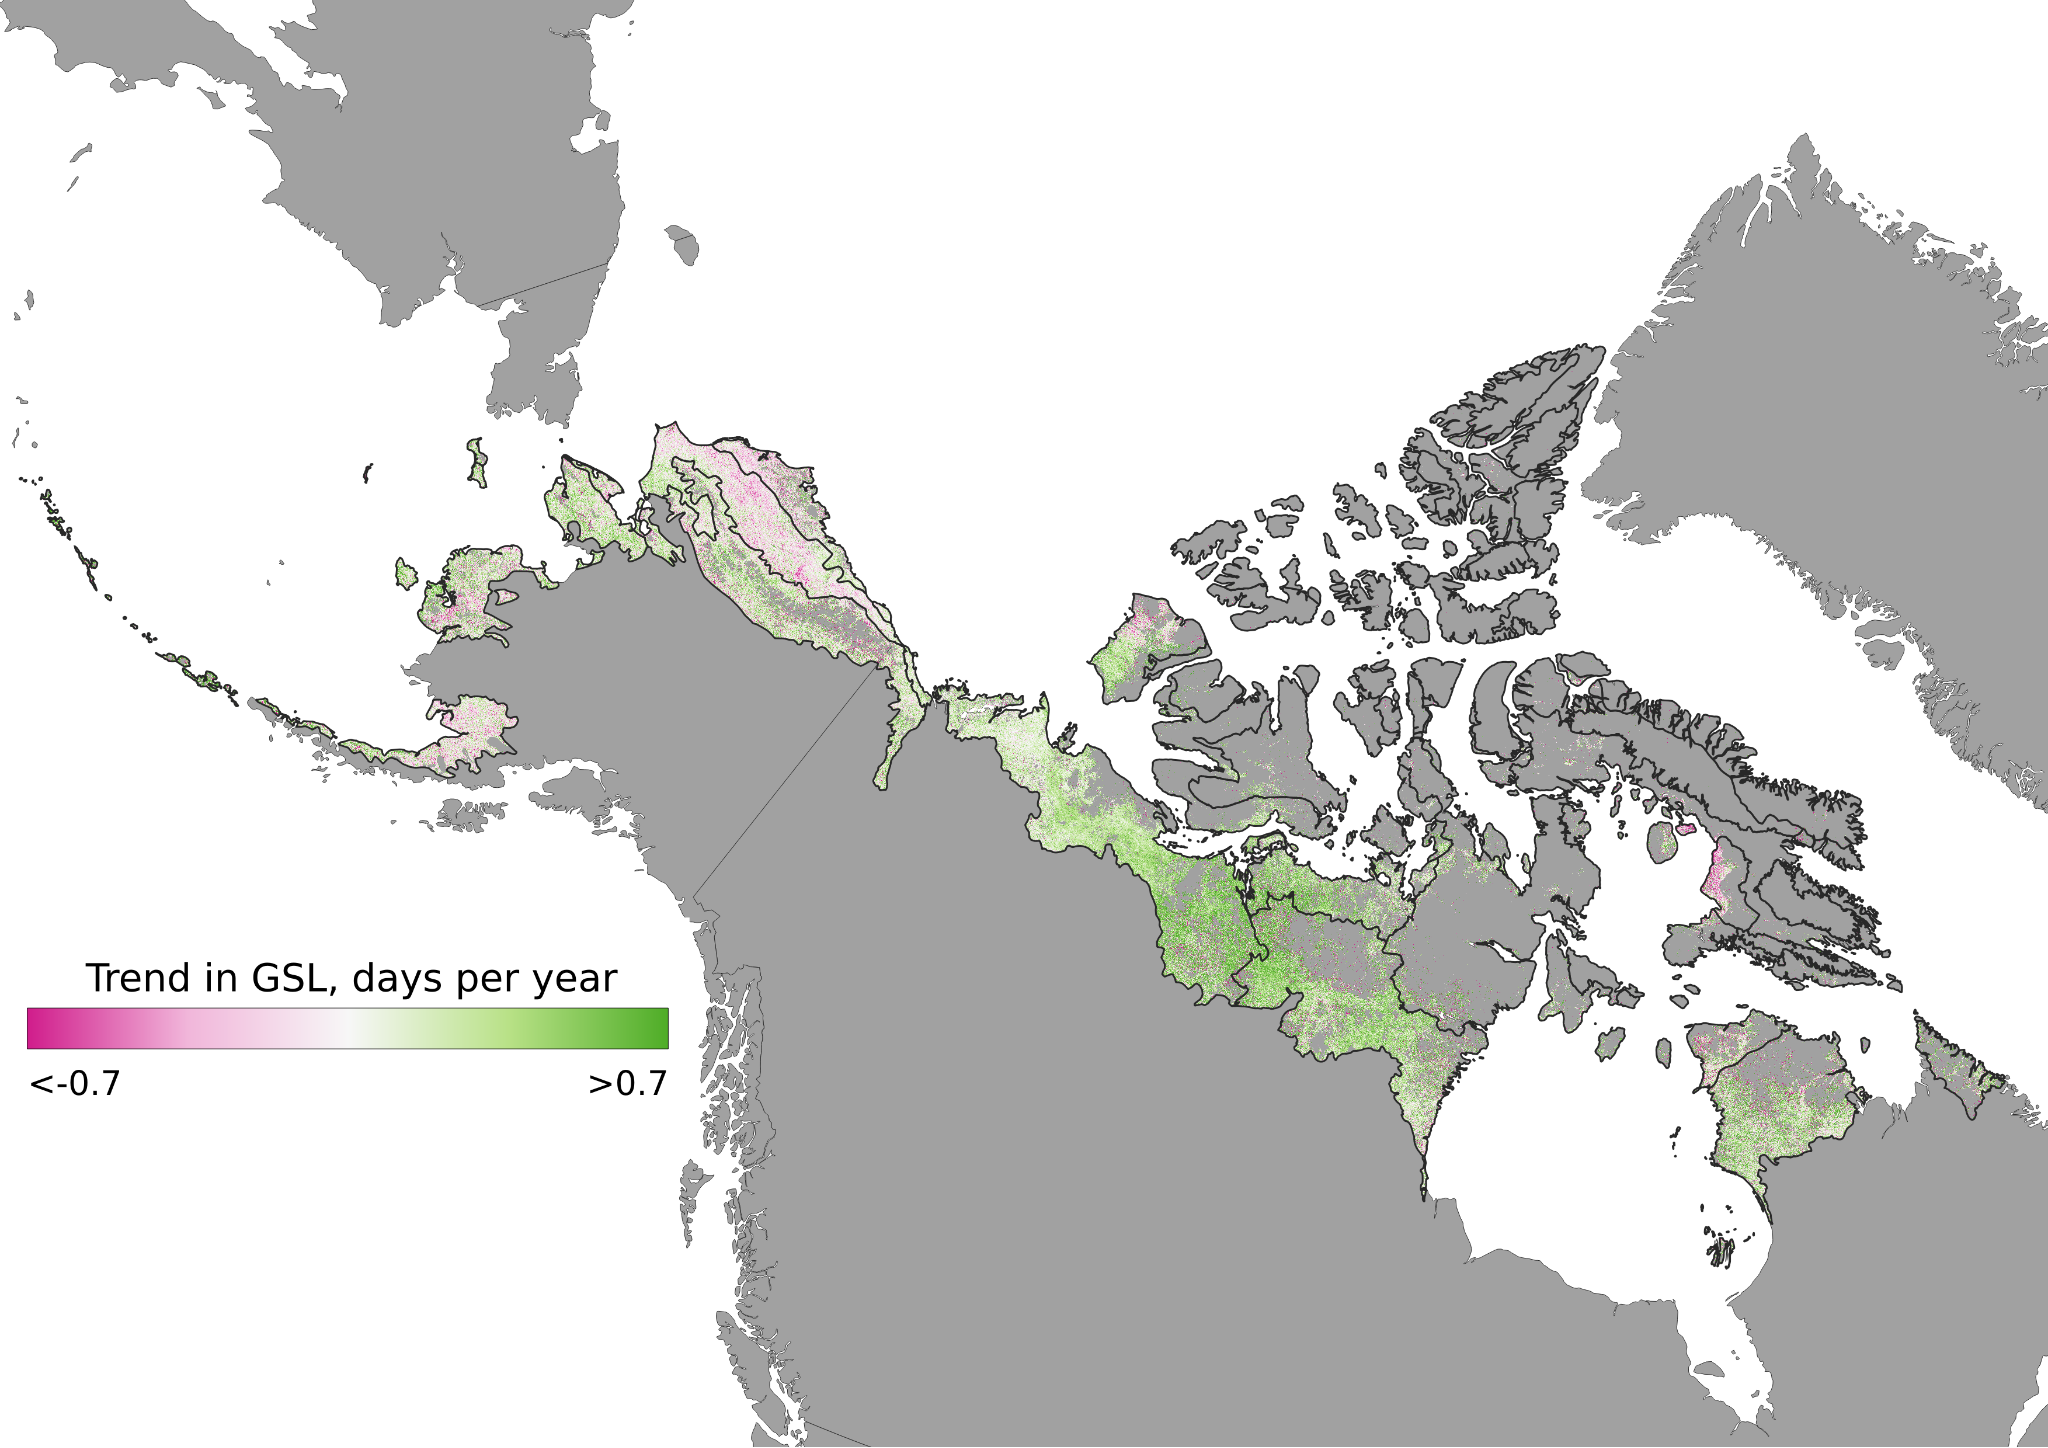 Trend in GSL, days per year
<-0.7 >0.7